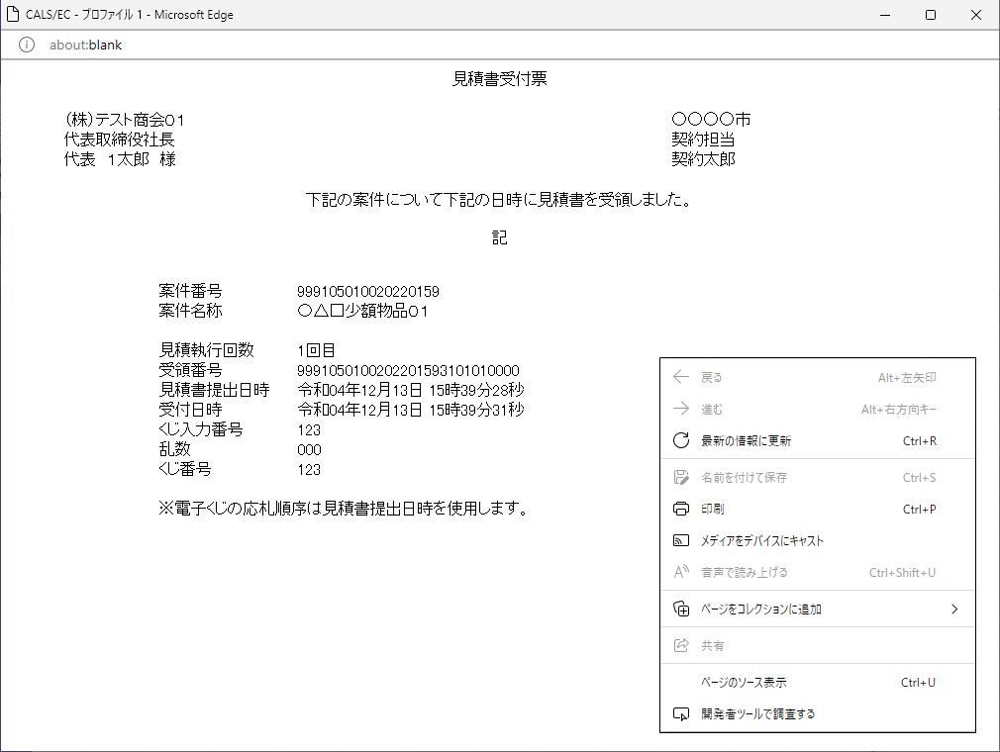 CALS/EC - プロファイル 1 - Microsoft Edge
about:blank
見積書受付票
(株)テスト商会０１
代表取締役社長
代表　１太郎　様
○○○○市
契約担当
契約太郎
下記の案件について下記の日時に見積書を受領しました。
記
案件番号 999105010020220159
案件名称 ○△□少額物品０１
見積執行回数 1回目
受領番号 9991050100202201593101010000
見積書提出日時 令和04年12月13日 15時39分28秒
受付日時 令和04年12月13日 15時39分31秒
くじ入力番号 123
乱数 000
くじ番号 123
※電子くじの応札順序は見積書提出日時を使用します。
戻る Alt+左矢印
進む Alt+右方向キー
最新の情報に更新 Ctrl+R
名前を付けて保存 Ctrl+S
印刷 Ctrl+P
メディアをデバイスにキャスト
音声で読み上げる Ctrl+Shift+U
ページをコレクションに追加
共有
ページのソース表示 Ctrl+U
開発者ツールで調査する